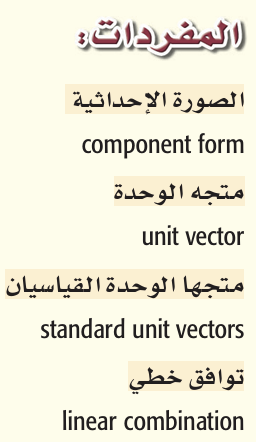 المفردات:
الصورة الإحداثية
component form
متجه الوحدة
unit vector
متجها الوحدة القياسيان
standard unit vectors
توافق خطي
linear combination